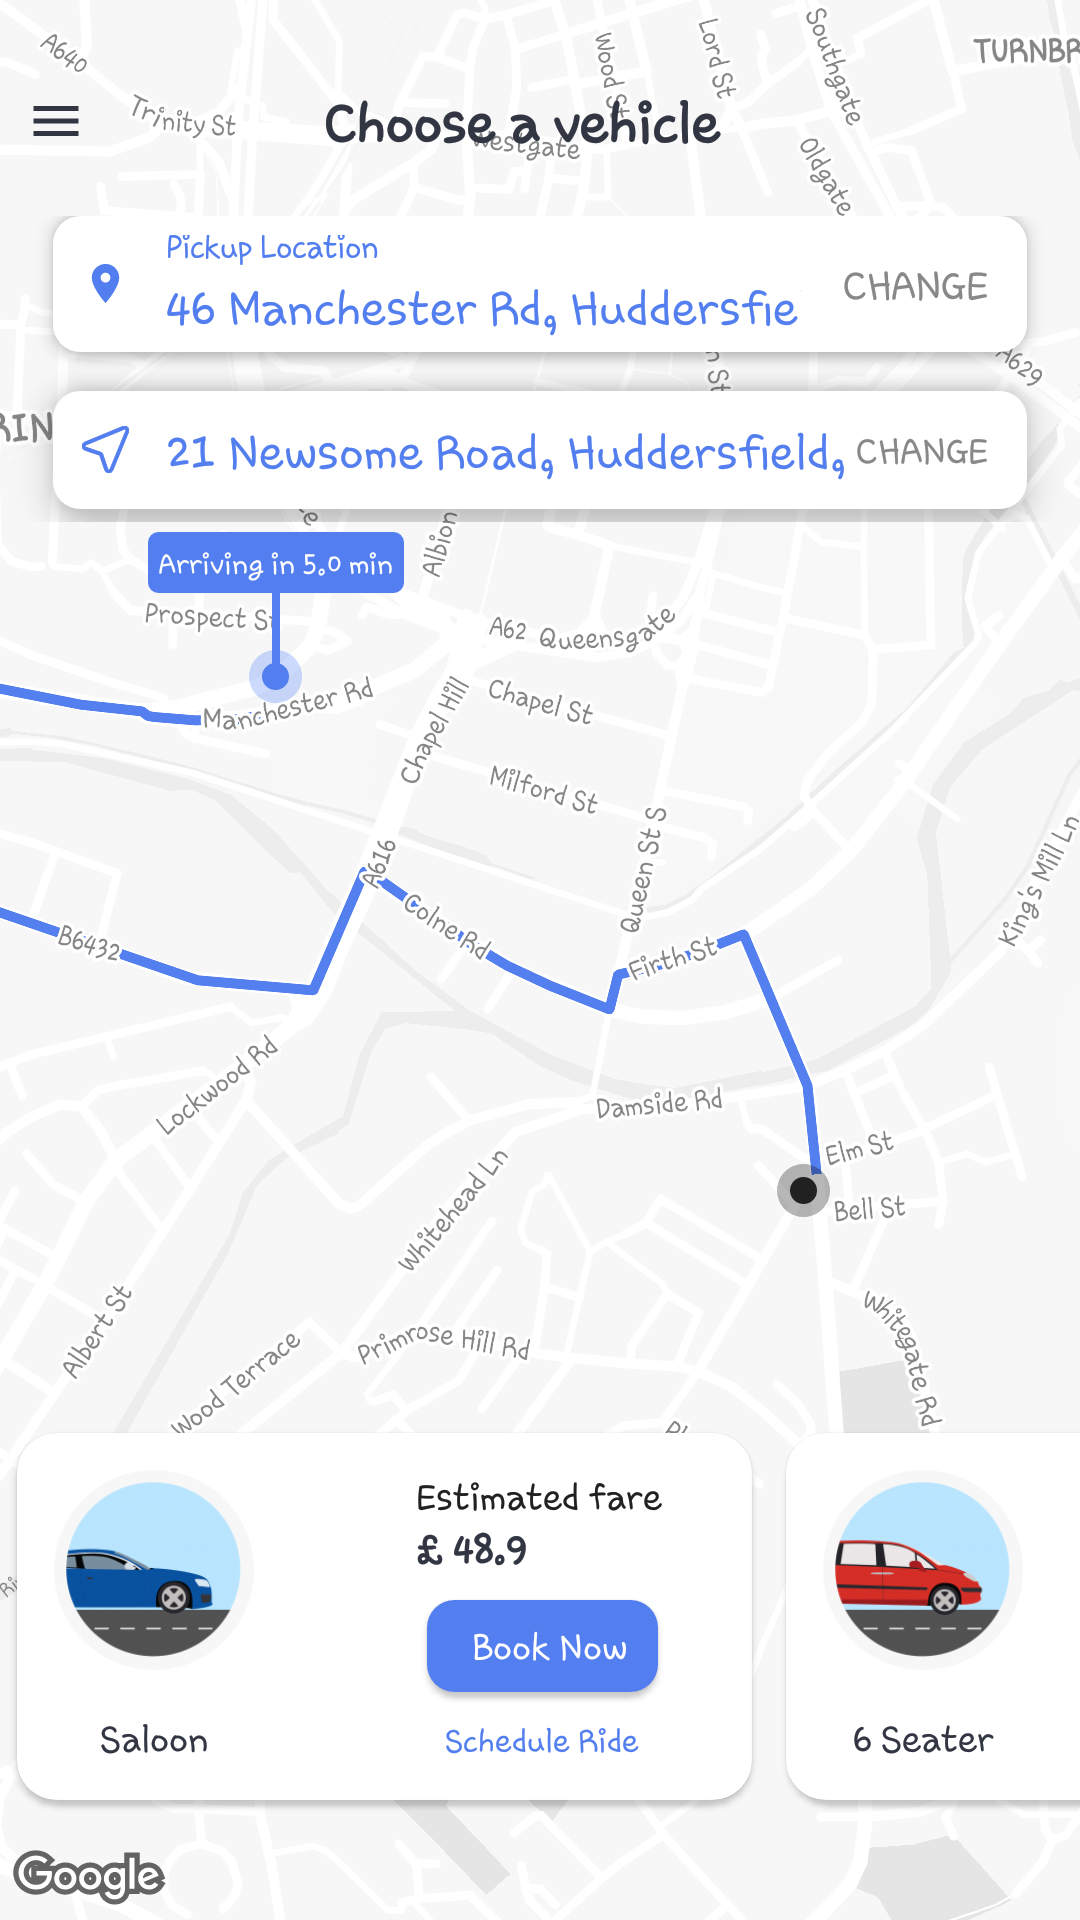 A640
Trinity St
Wood St
Lord St
Southgate
TURNBR
Choose a vehicle
Westgate
Oldgate
Pickup Location
46 Manchester Rd, Huddersfie
CHANGE
A629
21 Newsome Road, Huddersfield,
CHANGE
Arriving in 5.0 min
Albion
Prospect St
A62 Queensgate
Manchester Rd
Chapel Hill
Chapel St
Milford St
Queen St S
A616
Colne Rd
B6432
Firth St
King's Mill Ln
Lockwood Rd
Damside Rd
Elm St
Bell St
Whitehead Ln
Albert St
Wood Terrace
Primrose Hill Rd
Whitegate Rd
Estimated fare
£ 48.9
Book Now
Schedule Ride
Saloon
6 Seater
Google